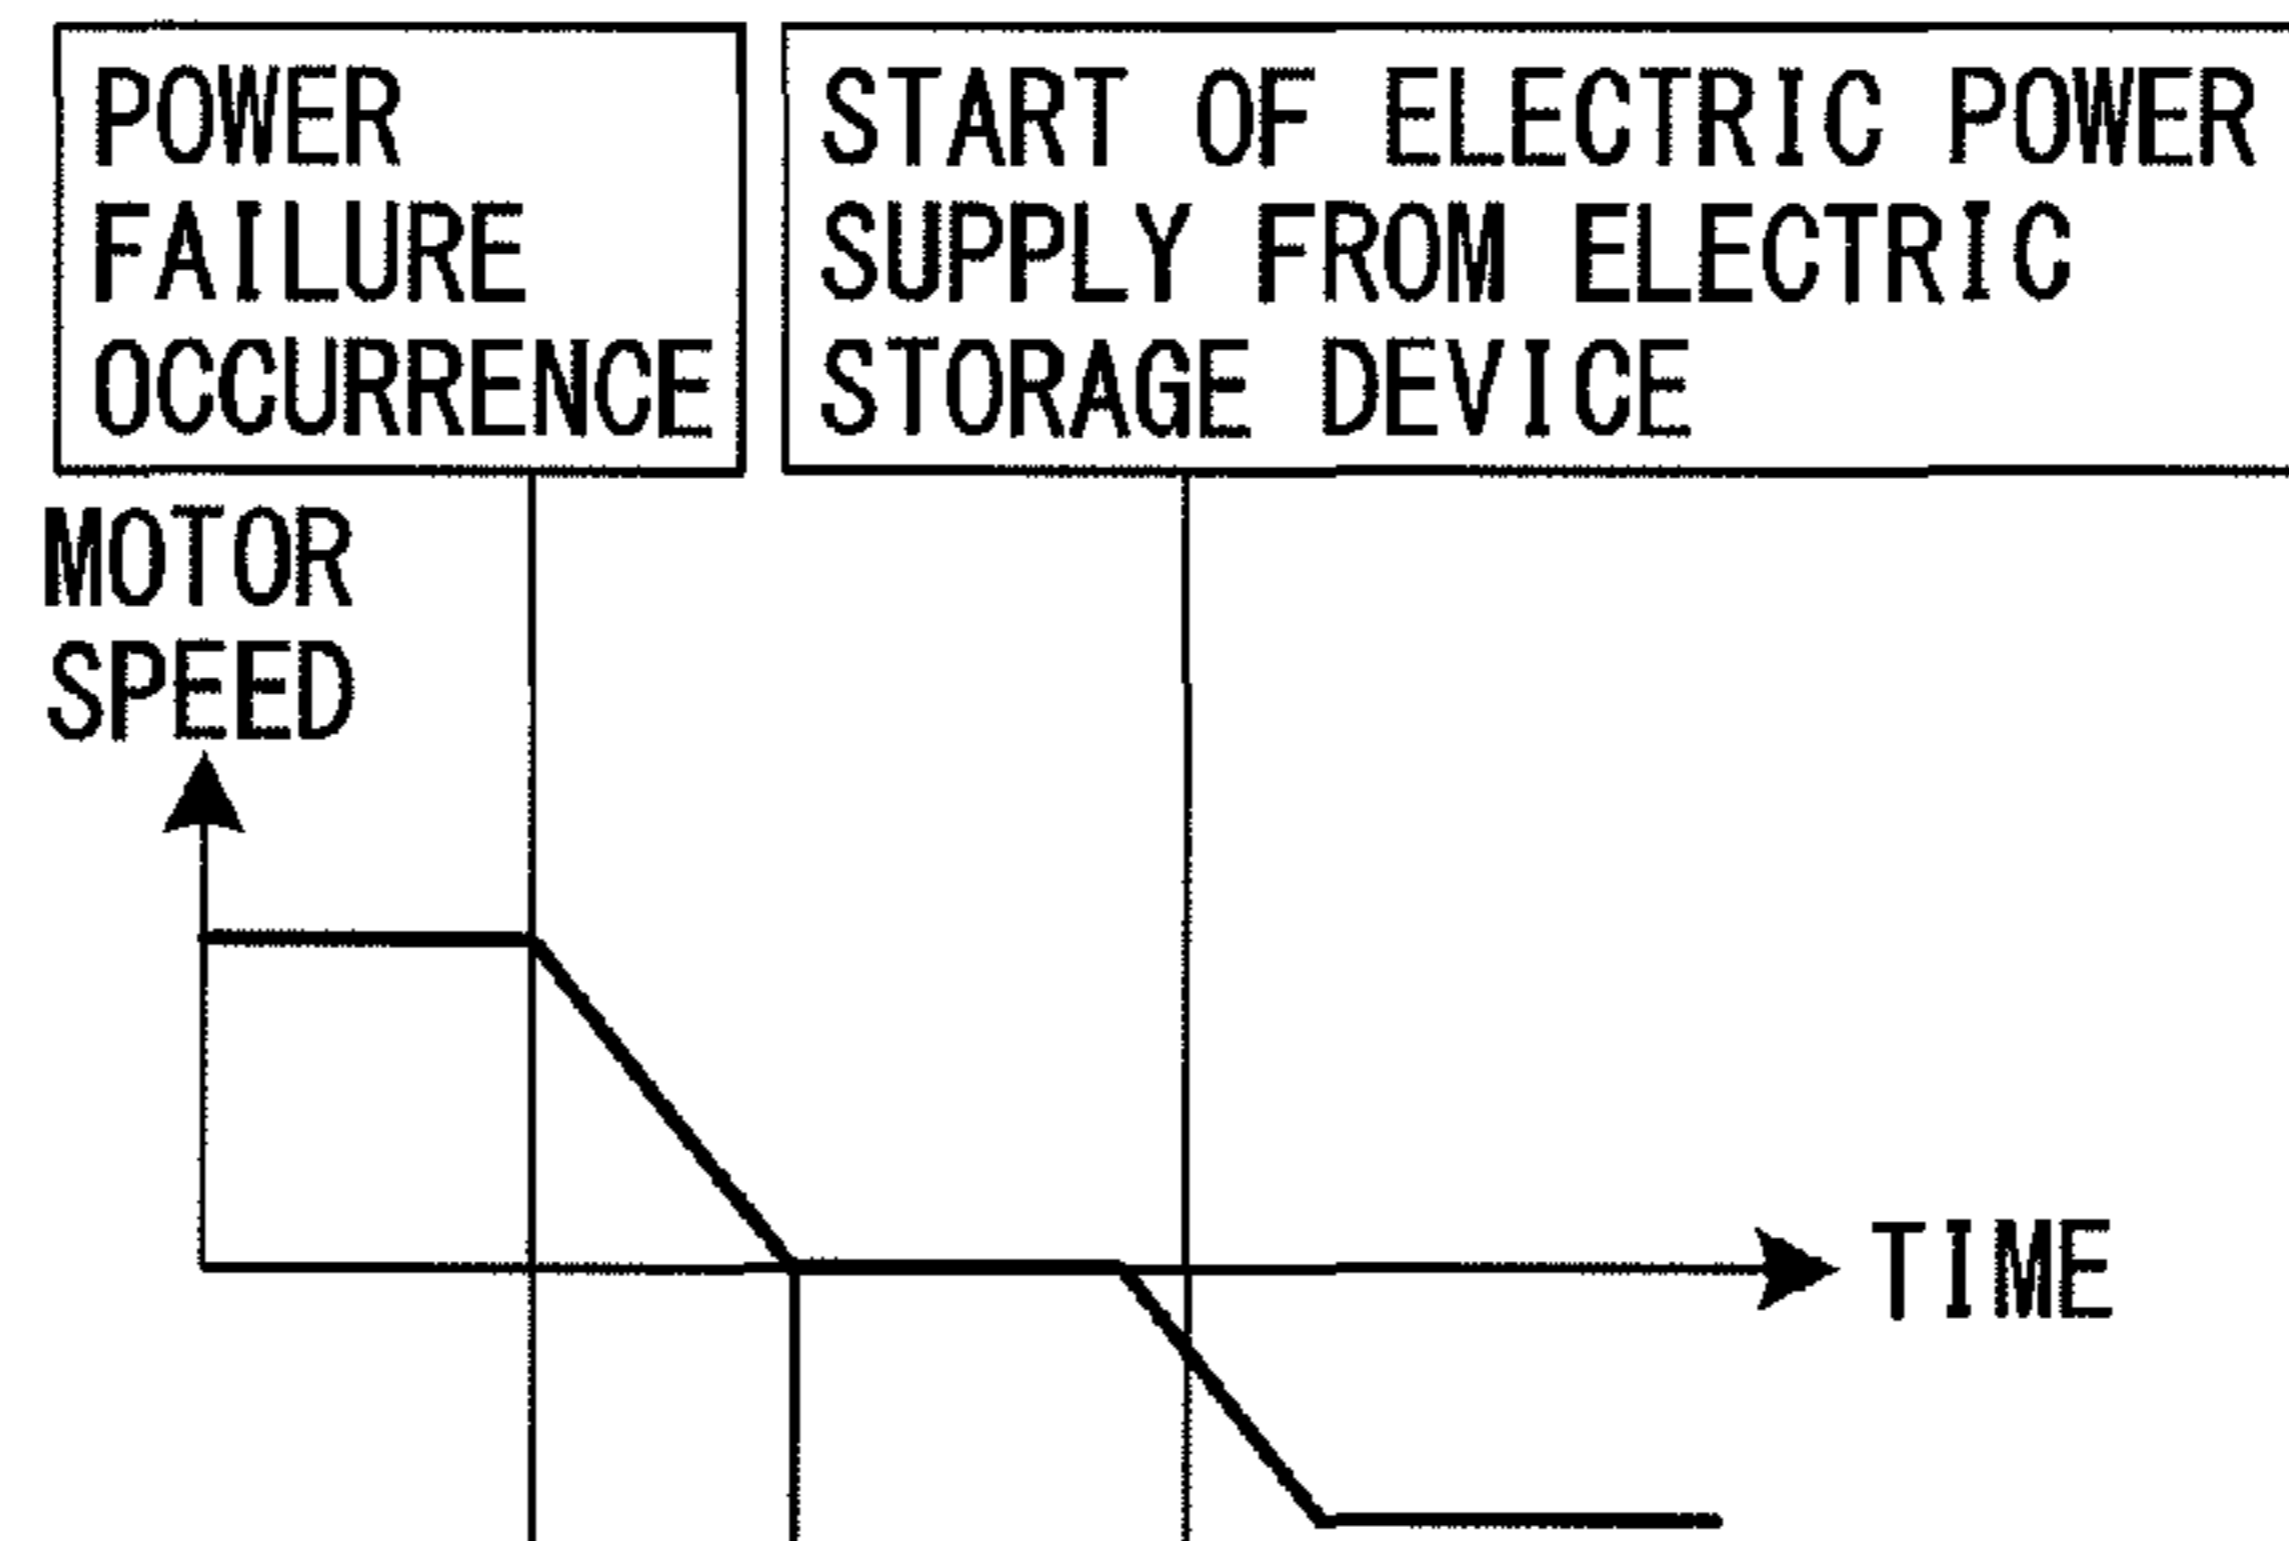 POWER
FAILURE
OCCURRENCE
START OF ELECTRIC POWER
SUPPLY FROM ELECTRIC
STORAGE DEVICE
MOTOR
SPEED
TIME